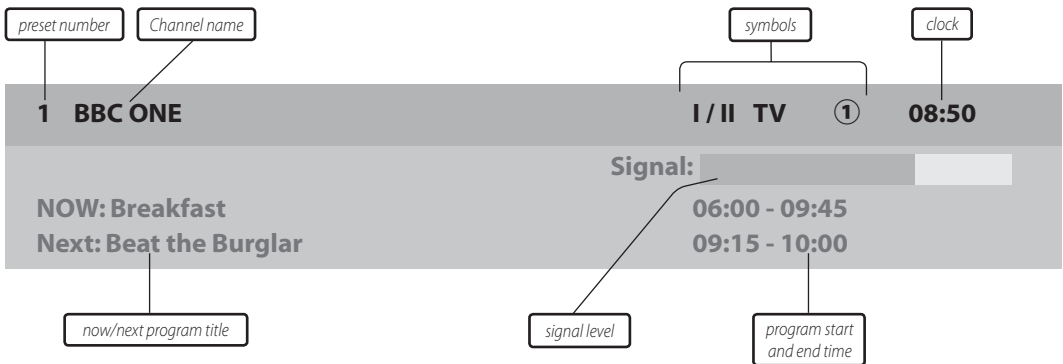 preset number Channel name symbols clock
1 BBC ONE I / II TV ① 08:50
Signal:
NOW: Breakfast 06:00 - 09:45
Next: Beat the Burglar 09:15 - 10:00
now/next program title signal level program start
and end time